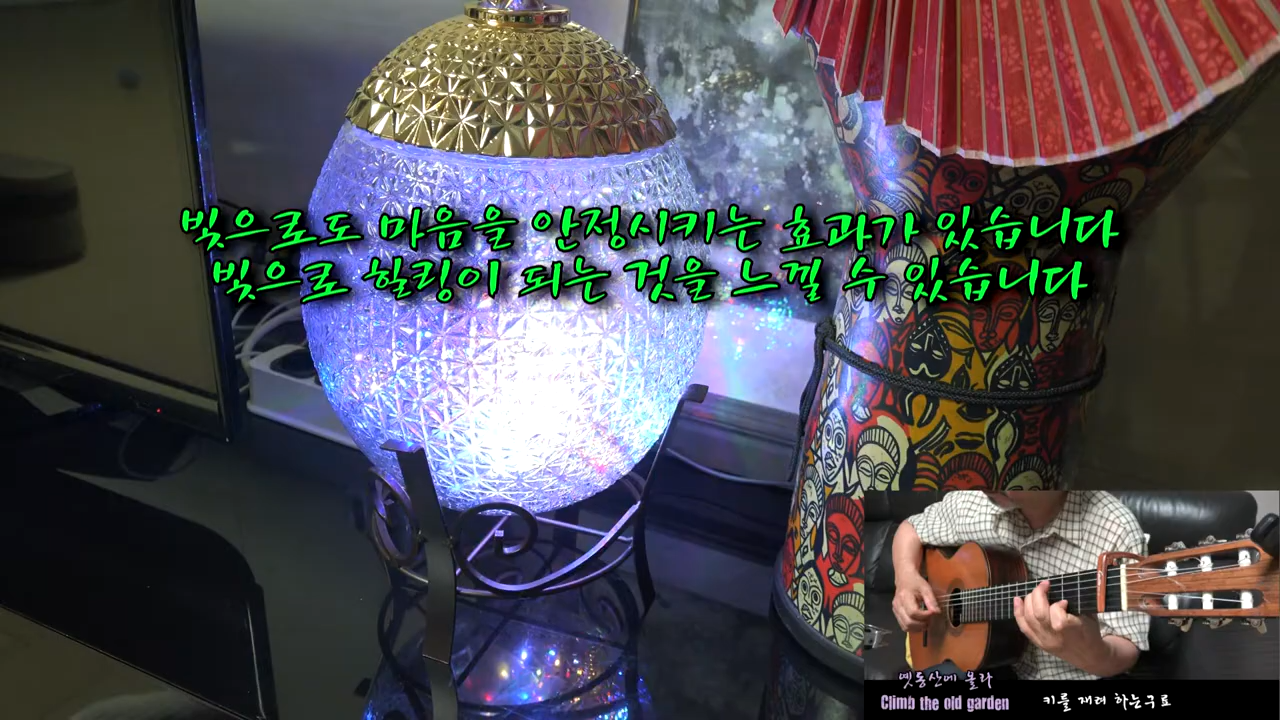 빛으로도 마음을 안정시키는 효과가 있습니다
빛으로 힐링이 되는 것을 느낄 수 있습니다
옛동산에 올라
Climb the old garden
키를 재려 하는구료